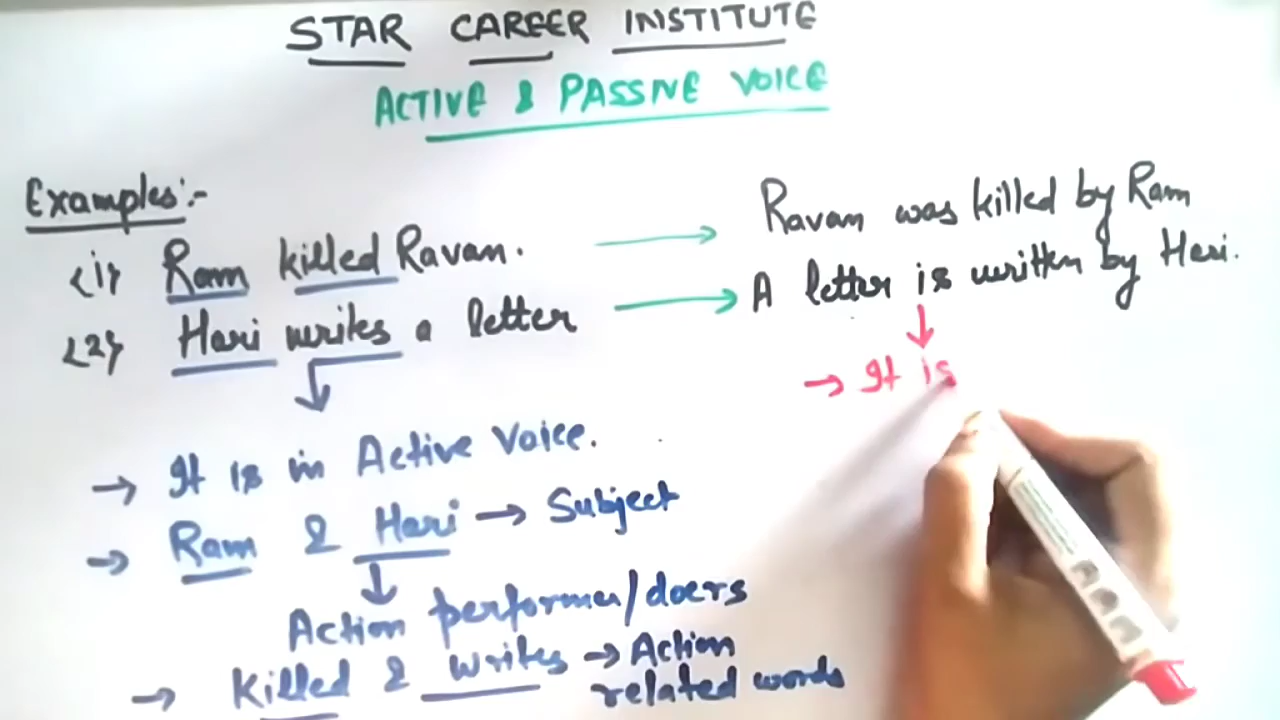 STAR CAREER INSTITUTE
ACTIVE & PASSIVE VOICE
Examples:-
<1> Ram killed Ravan. → Ravan was killed by Ram
<2> Hari writes a letter → A letter is written by Hari.
→ It is
→ It is in Active Voice.
→ Ram & Hari → Subject
Action performer/doers
→ Killed & writes → Action
related words